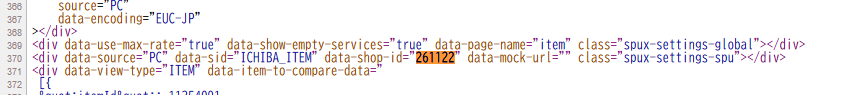 366 source="PC"
367 data-encoding="EUC-JP"
368 ></div>
369 <div data-use-max-rate="true" data-show-empty-services="true" data-page-name="item" class="spux-settings-global"></div>
370 <div data-source="PC" data-sid="ICHIBA_ITEM" data-shop-id="261122" data-mock-url="" class="spux-settings-spu"></div>
371 <div data-view-type="ITEM" data-item-to-compare-data="
372 [{